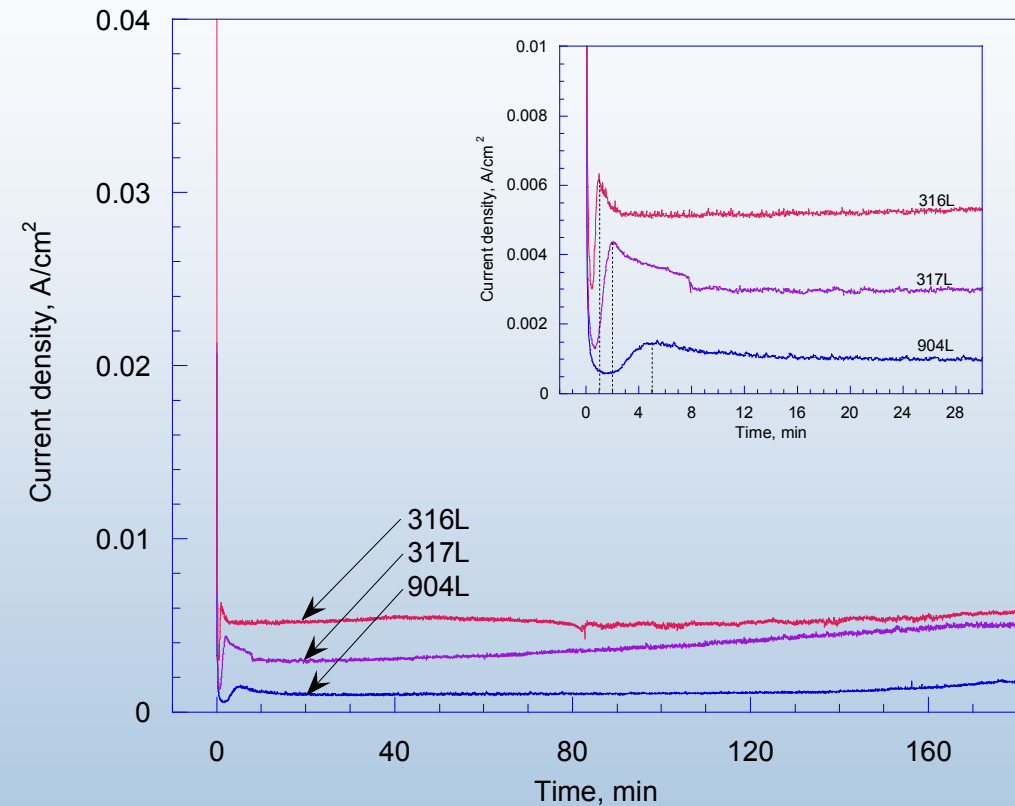 0.04
0.03
0.02
0.01
0
Current density, A/cm²
0
40
80
120
160
Time, min
316L
317L
904L
0.01
0.008
0.006
0.004
0.002
0
Current density, A/cm²
0
4
8
12
16
20
24
28
Time, min
316L
317L
904L